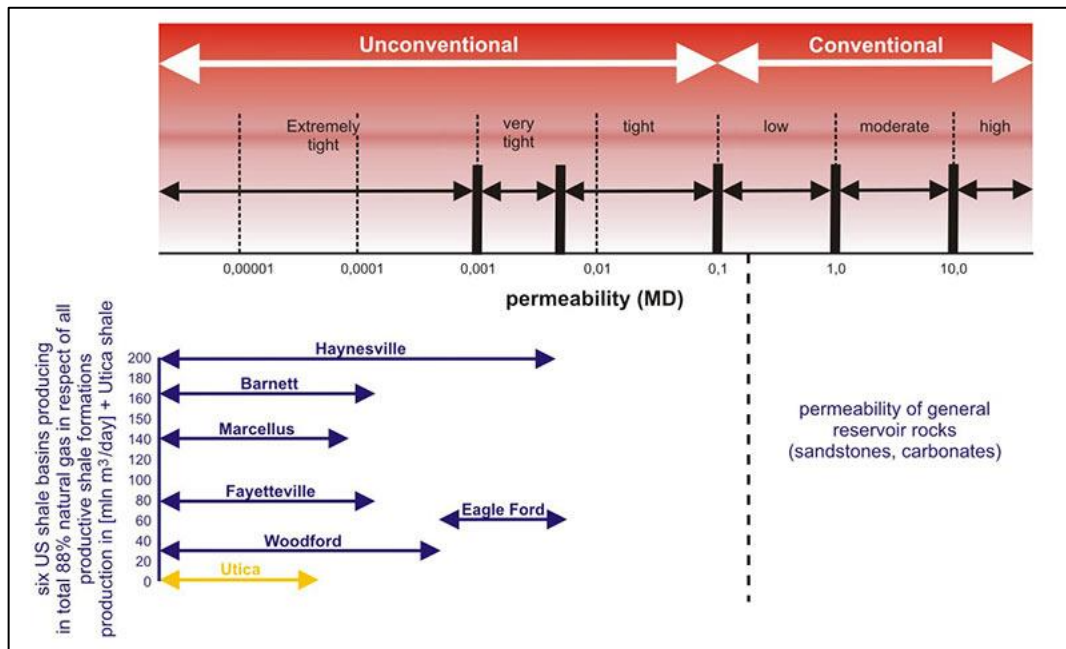 Unconventional
Conventional
Extremely
tight
very
tight
tight
low
moderate
high
0,00001
0,0001
0,001
0,01
0,1
1,0
10,0
permeability (MD)
six US shale basins producing
in total 88% natural gas in respect of all
productive shale formations
production in [mln m³/day] + Utica shale
200
180
160
150
140
120
100
80
60
40
20
0
Haynesville
Barnett
Marcellus
Fayetteville
Eagle Ford
Woodford
Utica
permeability of general
reservoir rocks
(sandstones, carbonates)